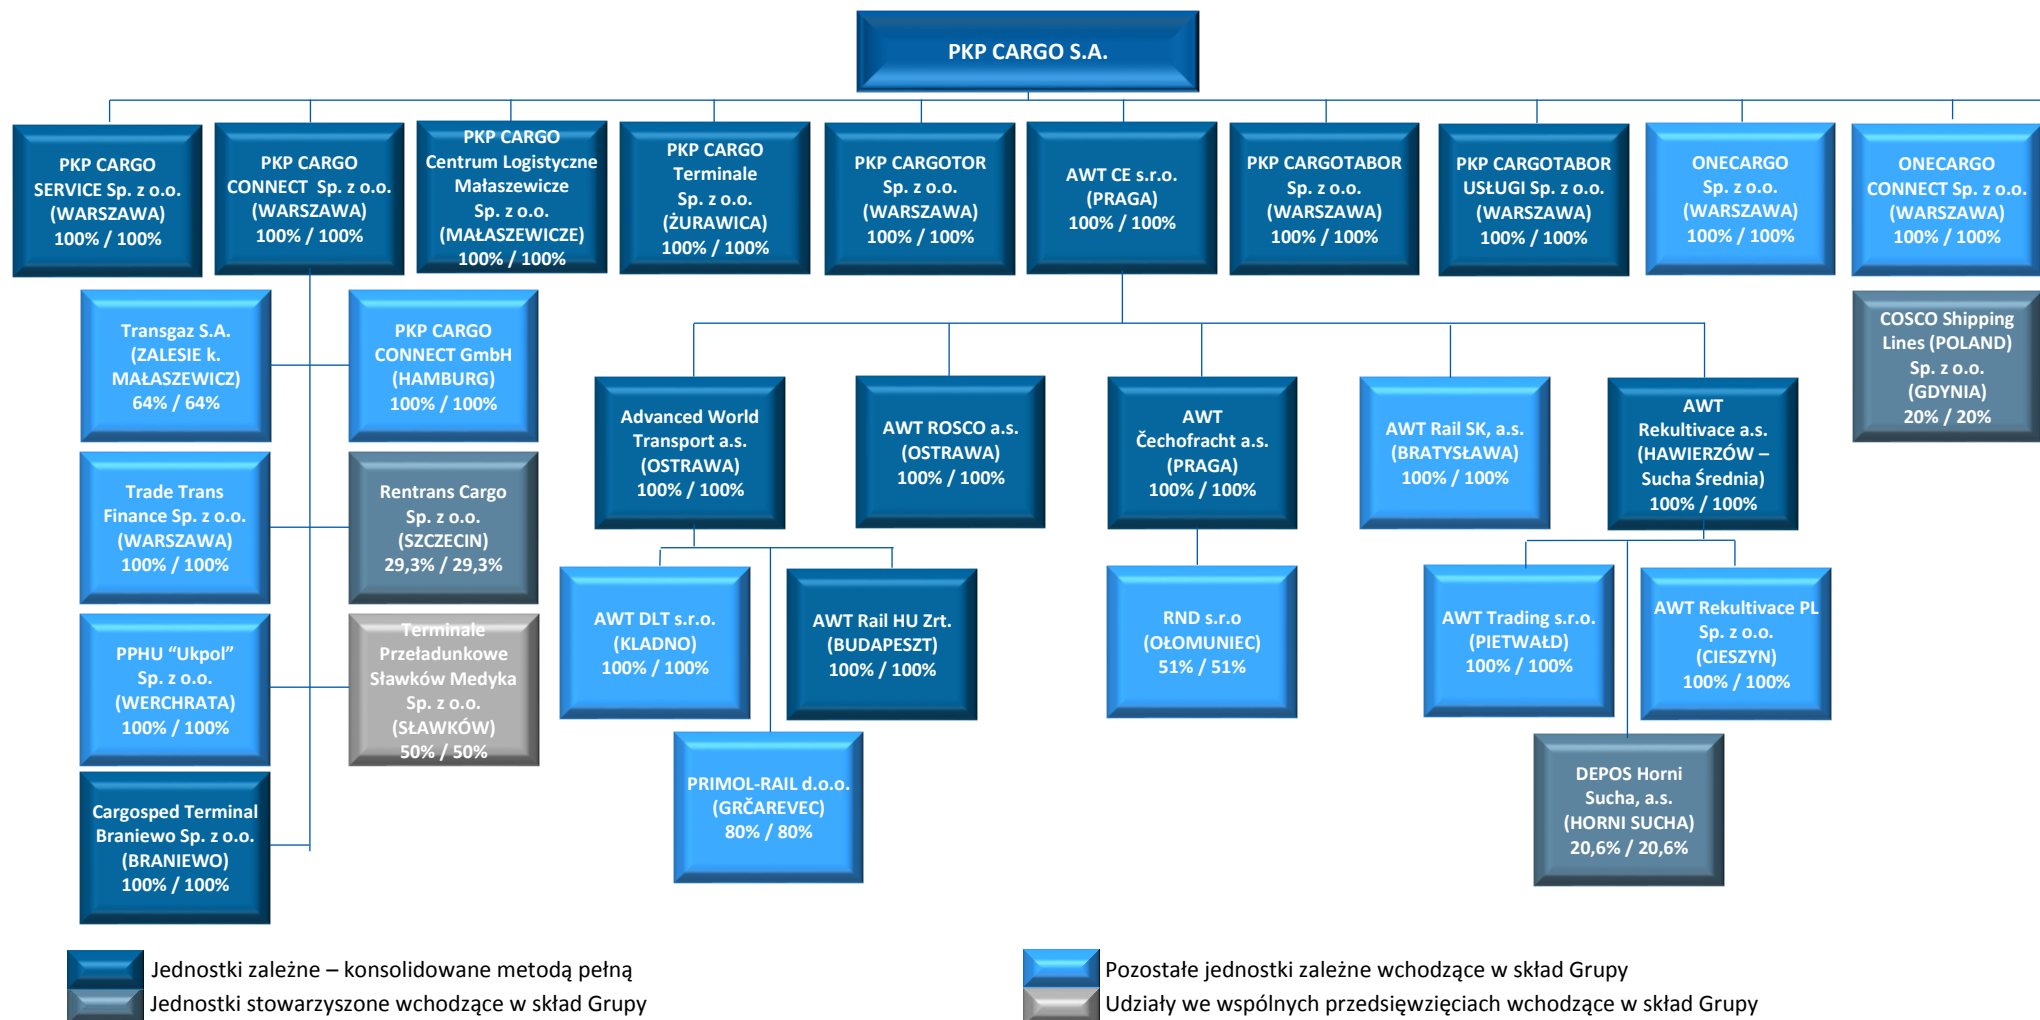 PKP CARGO S.A.
PKP CARGO
SERVICE Sp. z o.o.
(WARSZAWA)
100% / 100%
PKP CARGO
CONNECT Sp. z o.o.
(WARSZAWA)
100% / 100%
PKP CARGO
Centrum Logistyczne
Małaszewicze
Sp. z o.o.
(MAŁASZEWICZE)
100% / 100%
PKP CARGO
Terminale
Sp. z o.o.
(ŻURAWICA)
100% / 100%
PKP CARGOTOR
Sp. z o.o.
(WARSZAWA)
100% / 100%
AWT CE s.r.o.
(PRAGA)
100% / 100%
PKP CARGOTABOR
Sp. z o.o.
(WARSZAWA)
100% / 100%
PKP CARGOTABOR
USŁUGI Sp. z o.o.
(WARSZAWA)
100% / 100%
ONECARGO
Sp. z o.o.
(WARSZAWA)
100% / 100%
ONECARGO
CONNECT Sp. z o.o.
(WARSZAWA)
100% / 100%
Transgaz S.A.
(ZALESIE k.
MAŁASZEWICZ)
64% / 64%
PKP CARGO
CONNECT GmbH
(HAMBURG)
100% / 100%
COSCO Shipping
Lines (POLAND)
Sp. z o.o.
(GDYNIA)
20% / 20%
Advanced World
Transport a.s.
(OSTRAWA)
100% / 100%
AWT ROSCO a.s.
(OSTRAWA)
100% / 100%
AWT
Čechofracht a.s.
(PRAGA)
100% / 100%
AWT Rail SK, a.s.
(BRATYSŁAWA)
100% / 100%
AWT
Rekultivace a.s.
(HAWIERZÓW –
Sucha Średnia)
100% / 100%
Trade Trans
Finance Sp. z o.o.
(WARSZAWA)
100% / 100%
Rentrans Cargo
Sp. z o.o.
(SZCZECIN)
29,3% / 29,3%
AWT DLT s.r.o.
(KLADNO)
100% / 100%
AWT Rail HU Zrt.
(BUDAPESZT)
100% / 100%
RND s.r.o
(OŁOMUNIEC)
51% / 51%
AWT Trading s.r.o.
(PIETWAŁD)
100% / 100%
AWT Rekultivace PL
Sp. z o.o.
(CIESZYN)
100% / 100%
PPHU “Ukpol”
Sp. z o.o.
(WERCHRATA)
100% / 100%
Terminale
Przeładunkowe
Sławków Medyka
Sp. z o.o.
(SŁAWKÓW)
50% / 50%
PRIMOL-RAIL d.o.o.
(GRČAREVEC)
80% / 80%
DEPOS Horni
Sucha, a.s.
(HORNI SUCHA)
20,6% / 20,6%
Cargosped Terminal
Braniewo Sp. z o.o.
(BRANIEWO)
100% / 100%
Jednostki zależne – konsolidowane metodą pełną
Pozostałe jednostki zależne wchodzące w skład Grupy
Jednostki stowarzyszone wchodzące w skład Grupy
Udziały we wspólnych przedsięwzięciach wchodzące w skład Grupy